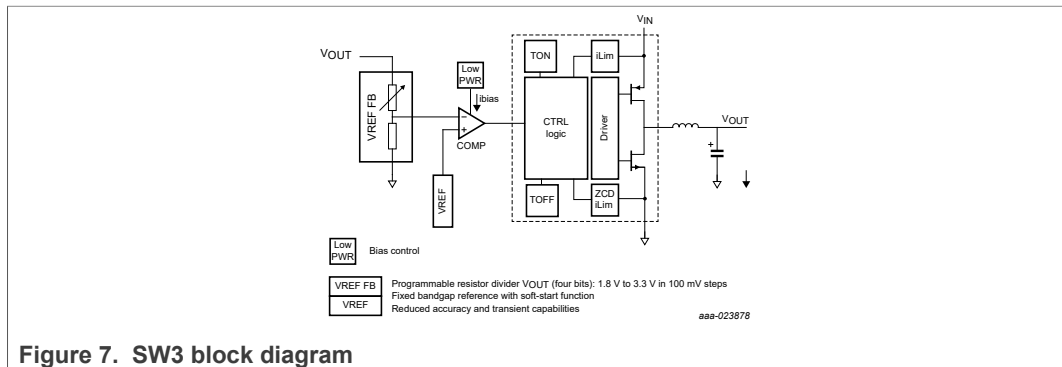 VIN
VOUT
TON
iLim
Low
PWR
ibias
VREF FB
CTRL
logic
Driver
VOUT
COMP
−
+
+
VREF
TOFF
ZCD
iLim
Low
PWR
Bias control
VREF FB
Programmable resistor divider VOUT (four bits): 1.8 V to 3.3 V in 100 mV steps
Fixed bandgap reference with soft-start function
VREF
Reduced accuracy and transient capabilities
aaa-023878
Figure 7. SW3 block diagram